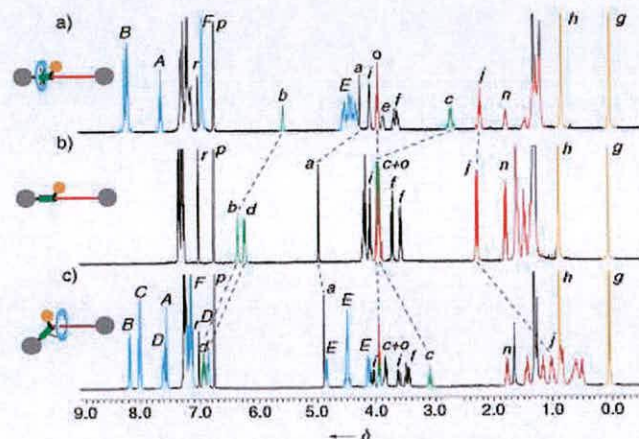 a)
B A r F p b E a i o e f c j n h g
b)
r p b d a i c+o f f j n h g
c)
B C D A F r d D p E a E E i c+o i f c n j h g
9.0 8.0 7.0 6.0 5.0 4.0 3.0 2.0 1.0 0.0
← δ